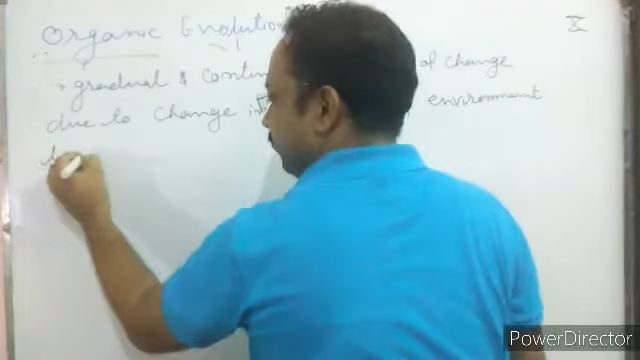 Organic Evolution
→ gradual & contin of change
due to change in environment
PowerDirector